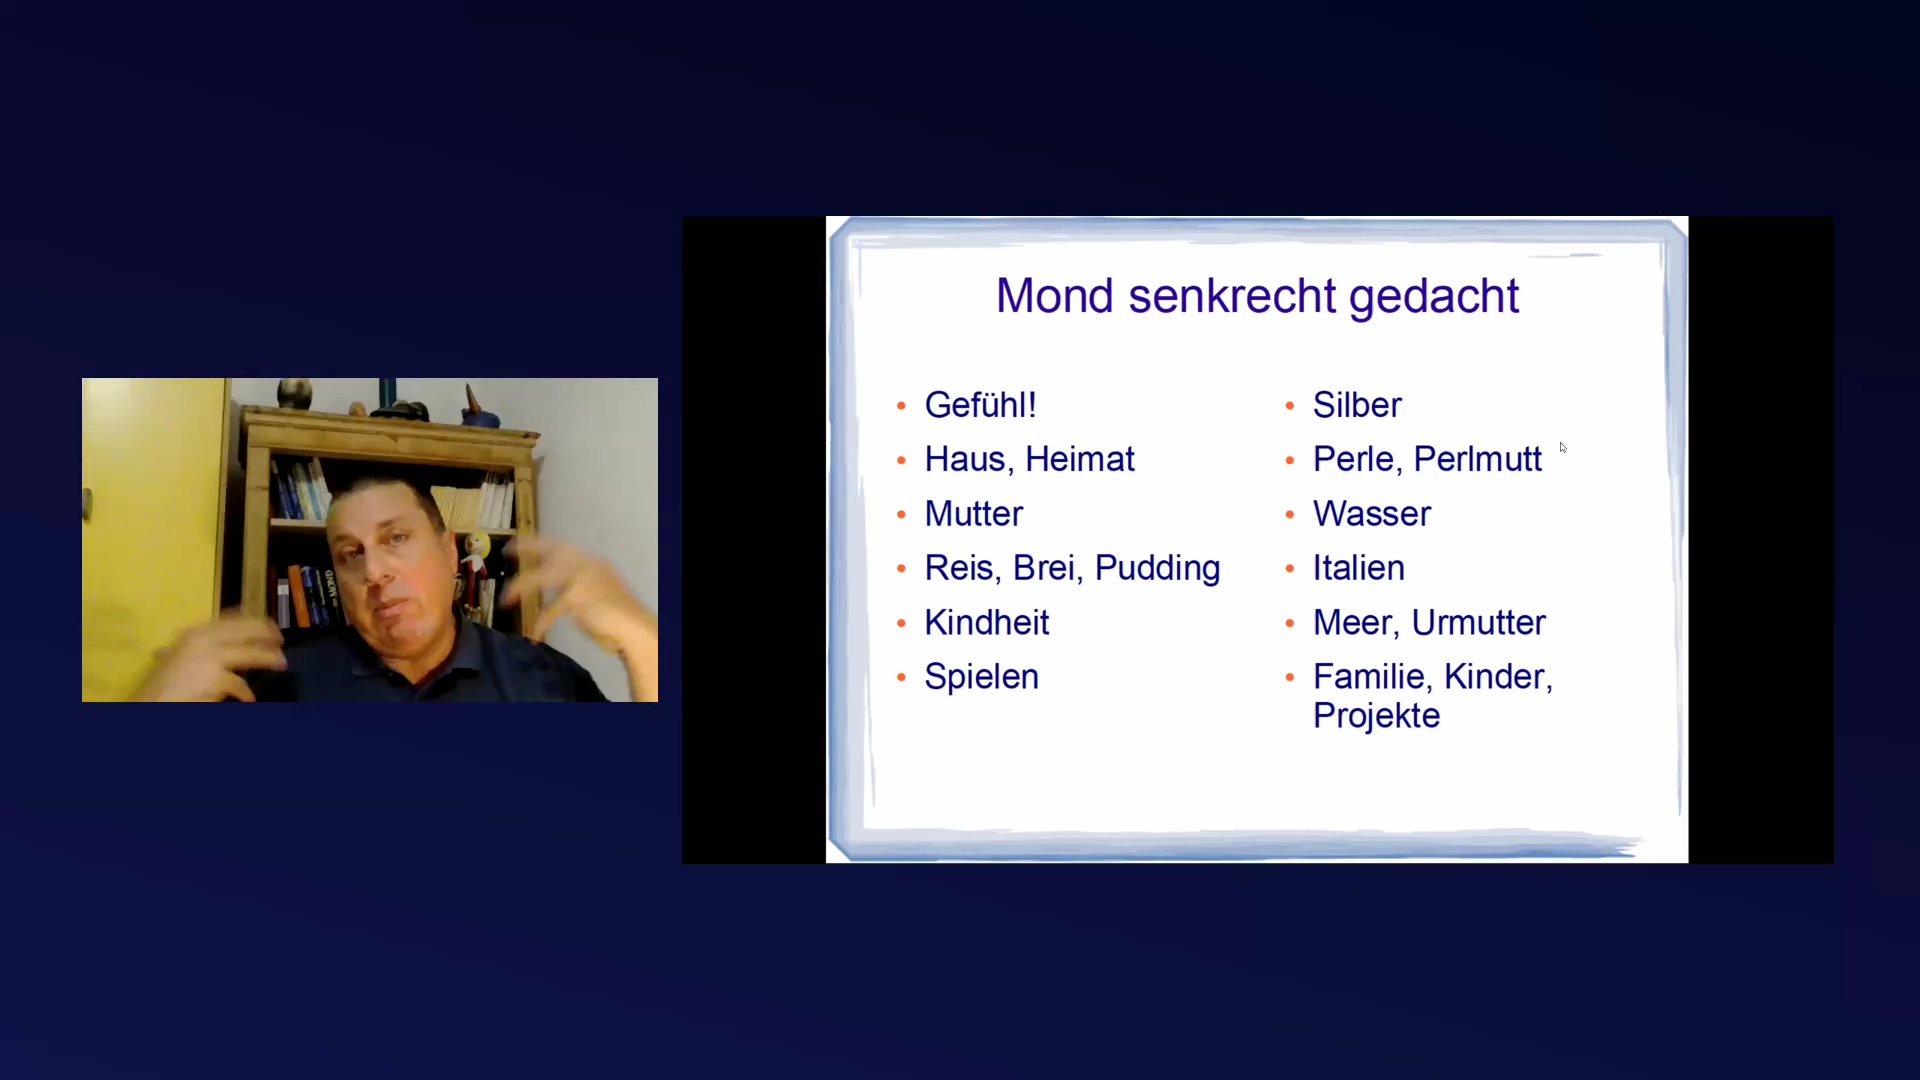 Mond senkrecht gedacht
Gefühl!
Haus, Heimat
Mutter
Reis, Brei, Pudding
Kindheit
Spielen
Silber
Perle, Perlmutt
Wasser
Italien
Meer, Urmutter
Familie, Kinder,
Projekte